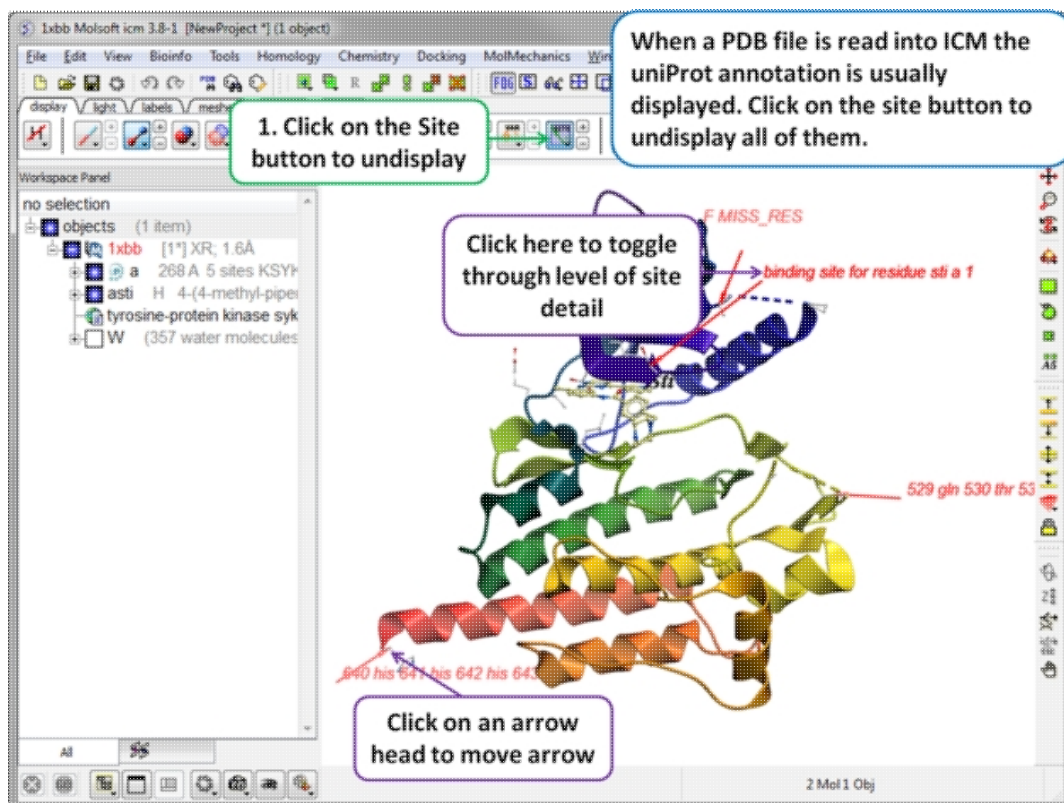 1xbb Molsoft icm 3.8-1 [NewProject *] (1 object)
File Edit View Bioinfo Tools Homology Chemistry Docking MolMechanics
When a PDB file is read into ICM the
uniProt annotation is usually
displayed. Click on the site button to
undisplay all of them.
display light labels
1. Click on the Site
button to undisplay
Workspace Panel
no selection
objects (1 item)
1xbb [1*] XR; 1.6Å
a 268 A 5 sites KSYK
asti H 4-(4-methyl-piper
tyrosine-protein kinase syk
W (357 water molecules
F MISS_RES
Click here to toggle
through level of site
detail
binding site for residue sti a 1
sti
529 gln 530 thr 53
640 his 641 his 642 his 643
Click on an arrow
head to move arrow
All
2 Mol 1 Obj